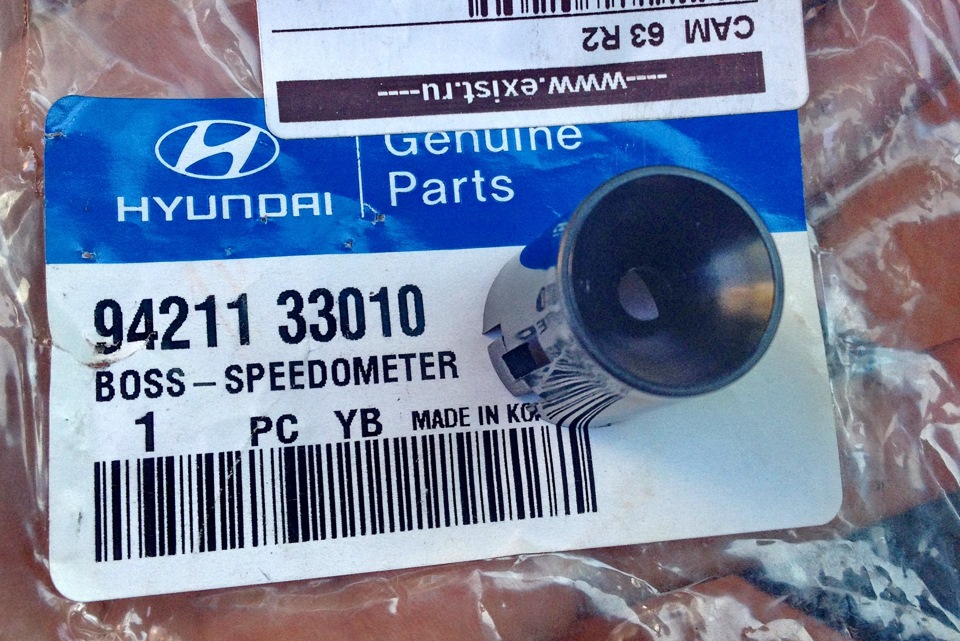 CAM 63 R2
----www.exist.ru----
HYUNDAI
Genuine
Parts
94211 33010
BOSS-SPEEDOMETER
1 PC YB MADE IN